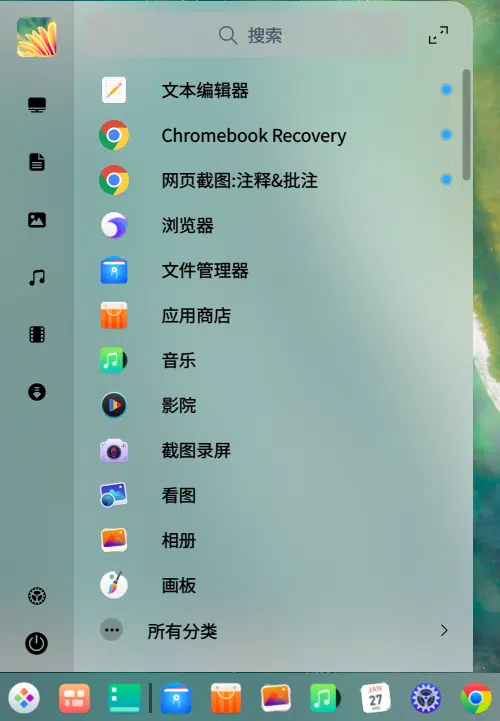 搜索
文本编辑器
Chromebook Recovery
网页截图:注释&批注
浏览器
文件管理器
应用商店
音乐
影院
截图录屏
看图
相册
画板
所有分类
JAN
27